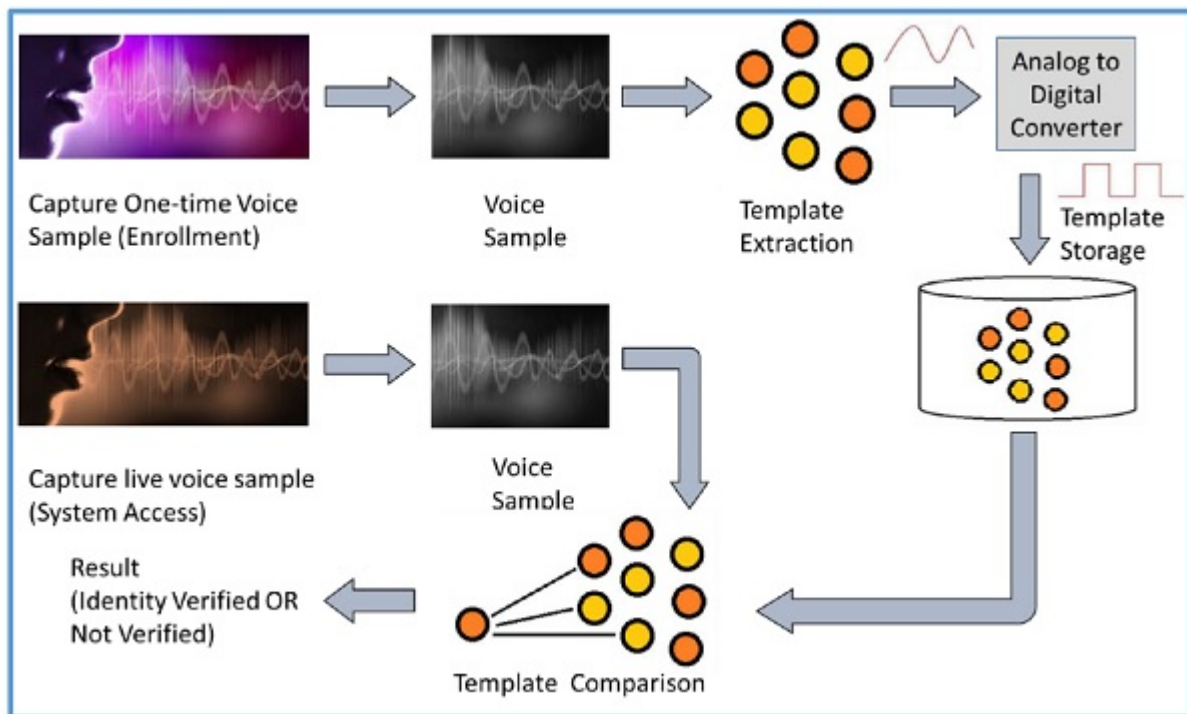 Capture One-time Voice
Sample (Enrollment)
Voice
Sample
Template
Extraction
Analog to
Digital
Converter
Template
Storage
Capture live voice sample
(System Access)
Voice
Sample
Template Comparison
Result
(Identity Verified OR
Not Verified)